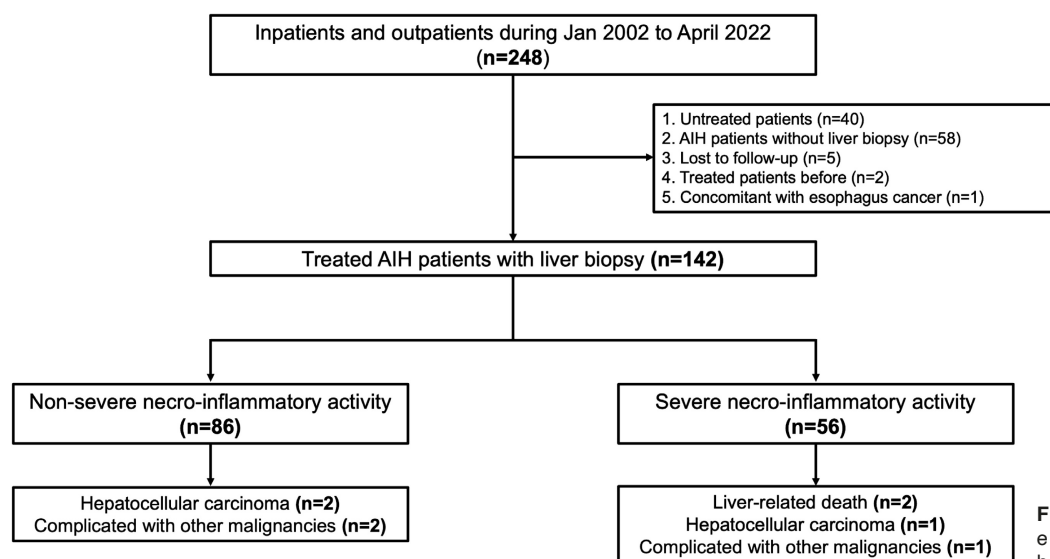 Inpatients and outpatients during Jan 2002 to April 2022
(n=248)
1. Untreated patients (n=40)
2. AIH patients without liver biopsy (n=58)
3. Lost to follow-up (n=5)
4. Treated patients before (n=2)
5. Concomitant with esophagus cancer (n=1)
Treated AIH patients with liver biopsy (n=142)
Non-severe necro-inflammatory activity
(n=86)
Severe necro-inflammatory activity
(n=56)
Hepatocellular carcinoma (n=2)
Complicated with other malignancies (n=2)
Liver-related death (n=2)
Hepatocellular carcinoma (n=1)
Complicated with other malignancies (n=1)
F
e